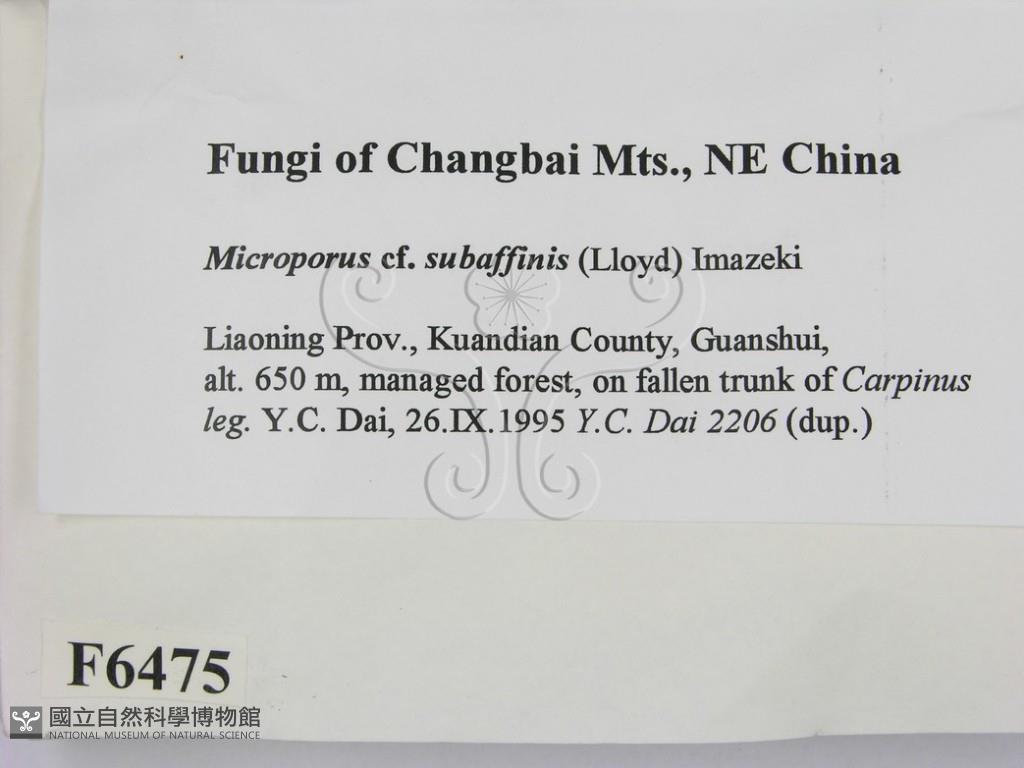 Fungi of Changbai Mts., NE China
Microporus cf. subaffinis (Lloyd) Imazeki
Liaoning Prov., Kuandian County, Guanshui,
alt. 650 m, managed forest, on fallen trunk of Carpinus
leg. Y.C. Dai, 26.IX.1995 Y.C. Dai 2206 (dup.)
F6475
國立自然科學博物館
NATIONAL MUSEUM OF NATURAL SCIENCE